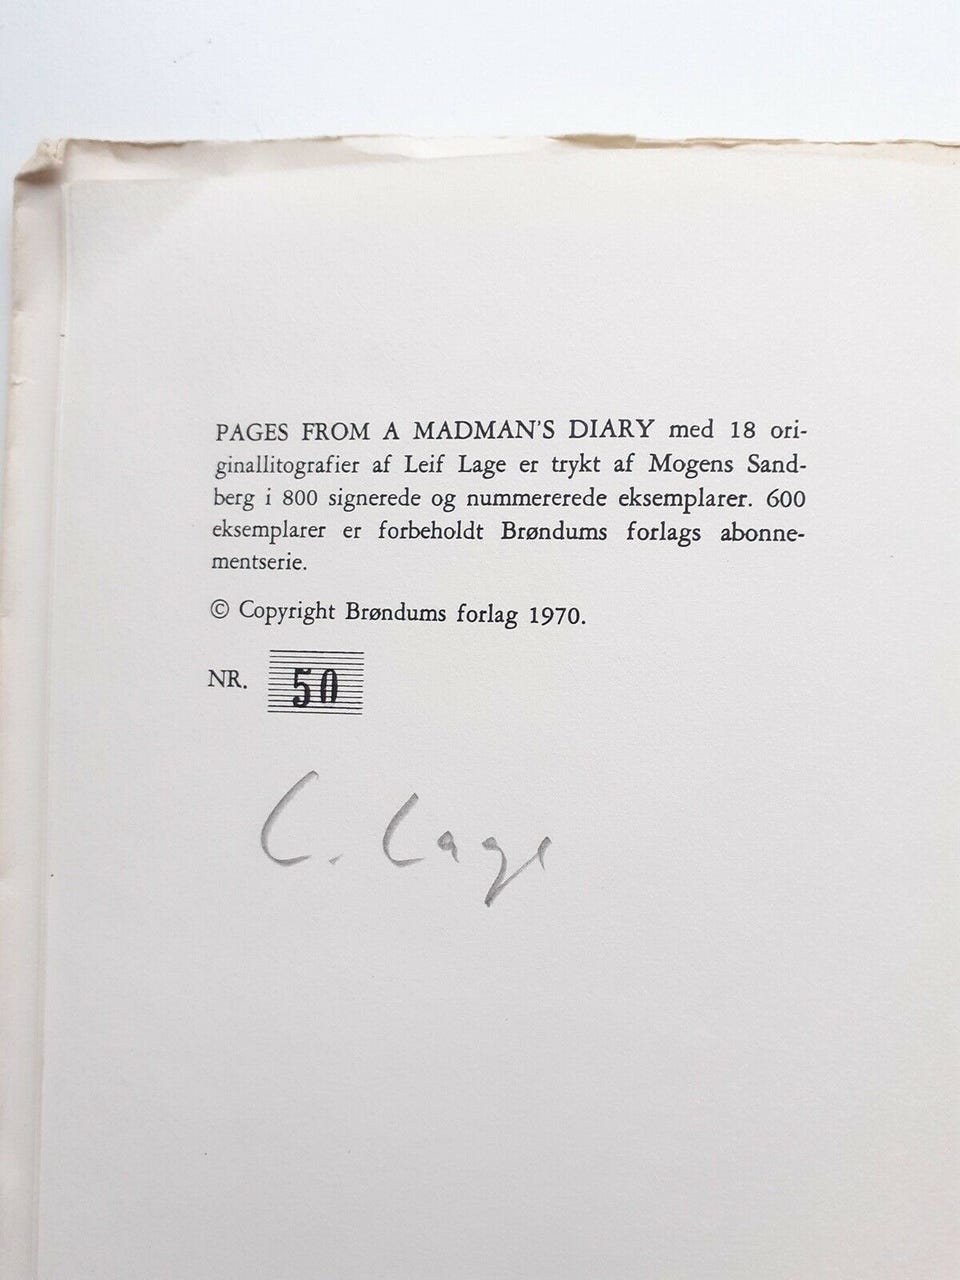 PAGES FROM A MADMAN'S DIARY med 18 ori-
ginallitografier af Leif Lage er trykt af Mogens Sand-
berg i 800 signerede og nummererede eksemplarer. 600
eksemplarer er forbeholdt Brøndums forlags abonne-
mentserie.
© Copyright Brøndums forlag 1970.
NR. 50
L. Lage